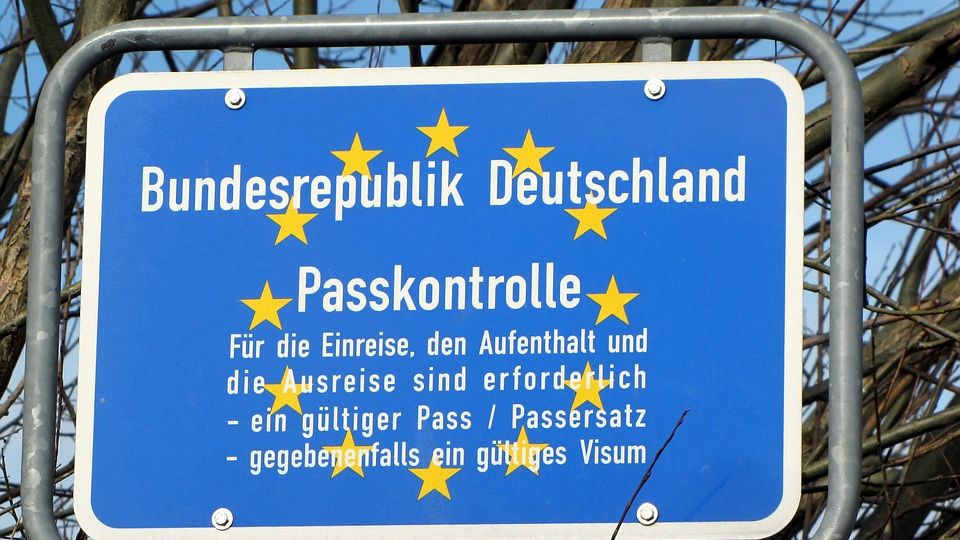 Bundesrepublik Deutschland
Passkontrolle
Für die Einreise, den Aufenthalt und
die Ausreise sind erforderlich
- ein gültiger Pass / Passersatz
- gegebenenfalls ein gültiges Visum